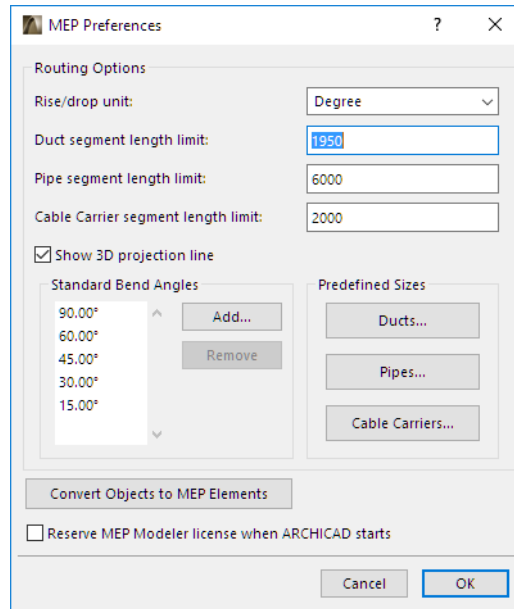 MEP Preferences
?
Routing Options
Rise/drop unit:
Degree
Duct segment length limit:
1950
Pipe segment length limit:
6000
Cable Carrier segment length limit:
2000
Show 3D projection line
Standard Bend Angles
90.00°
60.00°
45.00°
30.00°
15.00°
Add...
Remove
Predefined Sizes
Ducts...
Pipes...
Cable Carriers...
Convert Objects to MEP Elements
Reserve MEP Modeler license when ARCHICAD starts
Cancel
OK